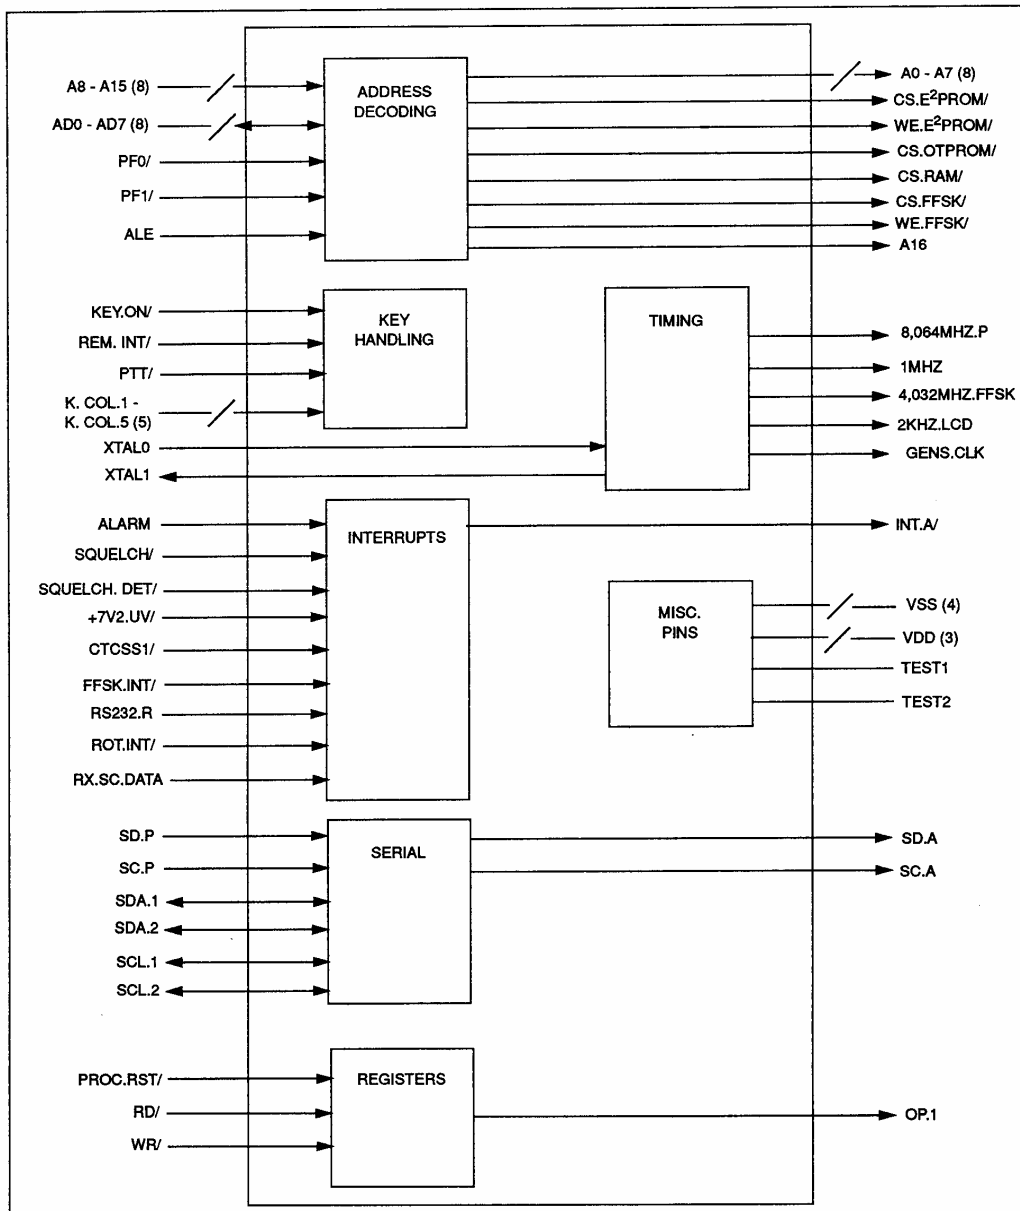 A8 - A15 (8)
AD0 - AD7 (8)
PF0/
PF1/
ALE
ADDRESS
DECODING
A0 - A7 (8)
CS.E²PROM/
WE.E²PROM/
CS.OTPROM/
CS.RAM/
CS.FFSK/
WE.FFSK/
A16
KEY.ON/
REM. INT/
PTT/
K. COL.1 -
K. COL.5 (5)
KEY
HANDLING
XTAL0
XTAL1
TIMING
8,064MHZ.P
1MHZ
4,032MHZ.FFSK
2KHZ.LCD
GENS.CLK
ALARM
SQUELCH/
SQUELCH. DET/
+7V2.UV/
CTCSS1/
FFSK.INT/
RS232.R
ROT.INT/
RX.SC.DATA
INTERRUPTS
INT.A/
MISC.
PINS
VSS (4)
VDD (3)
TEST1
TEST2
SD.P
SC.P
SDA.1
SDA.2
SCL.1
SCL.2
SERIAL
SD.A
SC.A
PROC.RST/
RD/
WR/
REGISTERS
OP.1